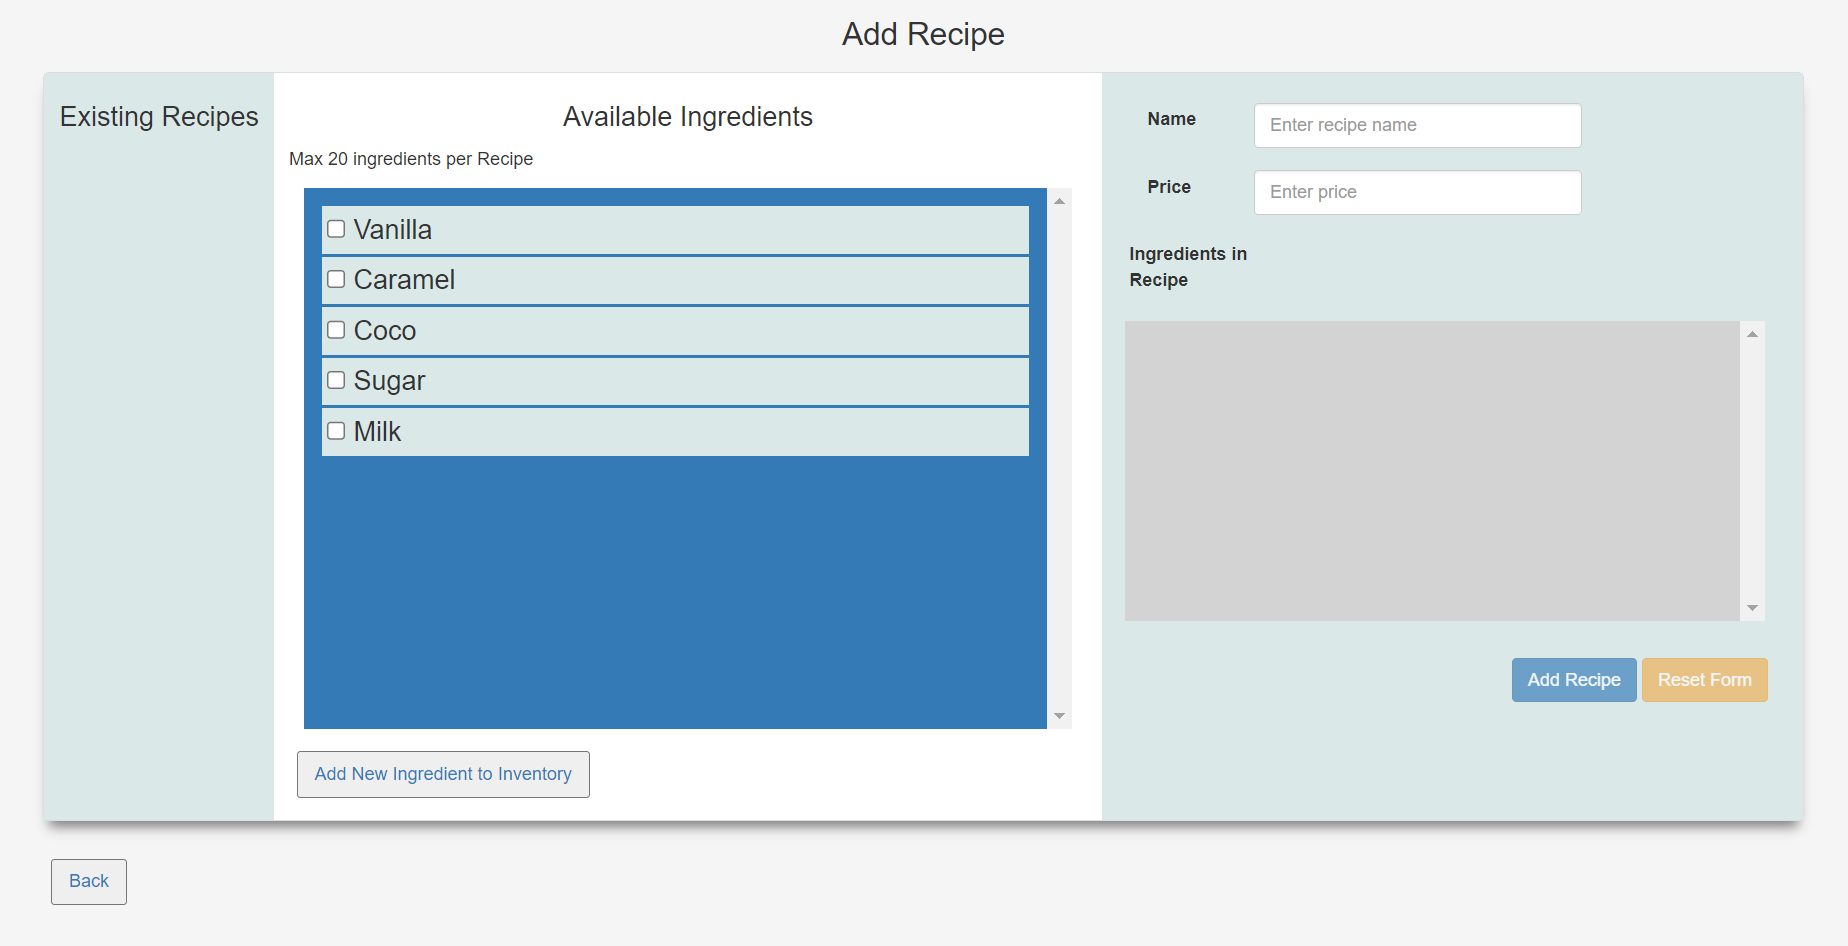 Add Recipe
Existing Recipes
Available Ingredients
Max 20 ingredients per Recipe
Vanilla
Caramel
Coco
Sugar
Milk
Add New Ingredient to Inventory
Name
Enter recipe name
Price
Enter price
Ingredients in
Recipe
Add Recipe
Reset Form
Back